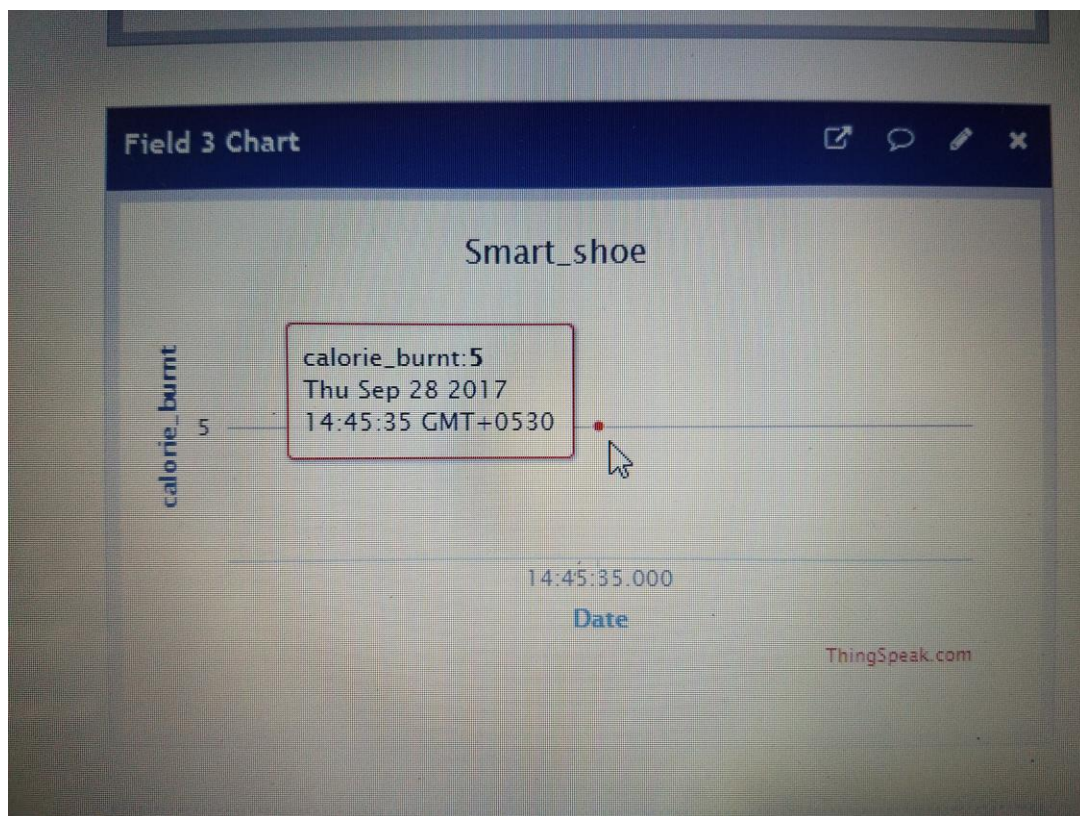 Field 3 Chart
Smart_shoe
calorie_burnt
5
calorie_burnt:5
Thu Sep 28 2017
14:45:35 GMT+0530
14:45:35.000
Date
ThingSpeak.com